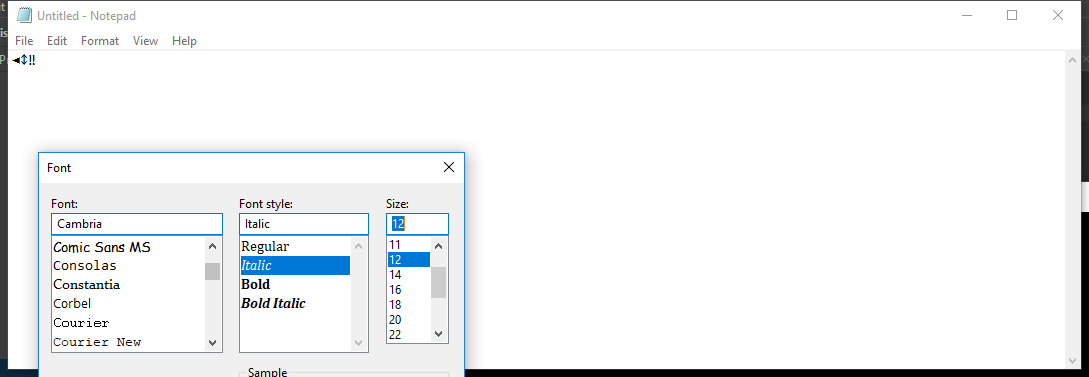 Untitled - Notepad
File Edit Format View Help
◄↕‼
Font
Font: Font style: Size:
Cambria Italic 12
Comic Sans MS Regular 11
Consolas Italic 12
Constantia Bold 14
Corbel Bold Italic 16
Courier 18
Courier New 20
22
Sample